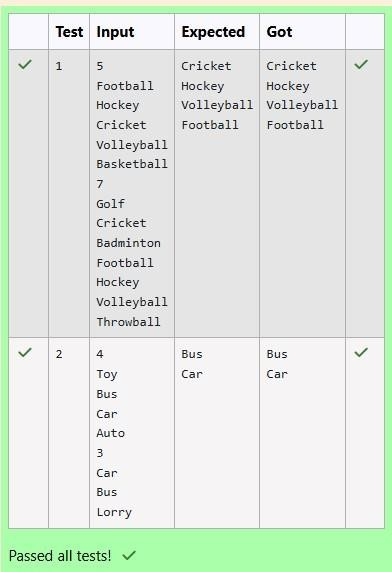 Test Input Expected Got
1 5 Cricket Cricket
Football Hockey Hockey
Hockey Volleyball Volleyball
Cricket Football Football
Volleyball
Basketball
7
Golf
Cricket
Badminton
Football
Hockey
Volleyball
Throwball
2 4 Bus Bus
Toy Car Car
Bus
Car
Auto
3
Car
Bus
Lorry
Passed all tests!